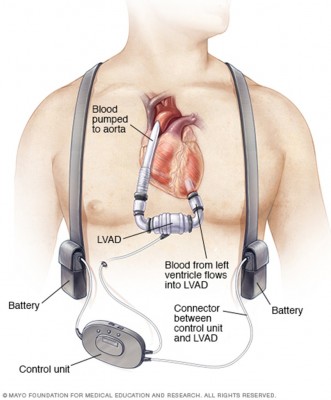 Blood
pumped
to aorta
LVAD
Blood from left
ventricle flows
into LVAD
Battery
Connector
between
control unit
and LVAD
Battery
Control unit
© MAYO FOUNDATION FOR MEDICAL EDUCATION AND RESEARCH. ALL RIGHTS RESERVED.